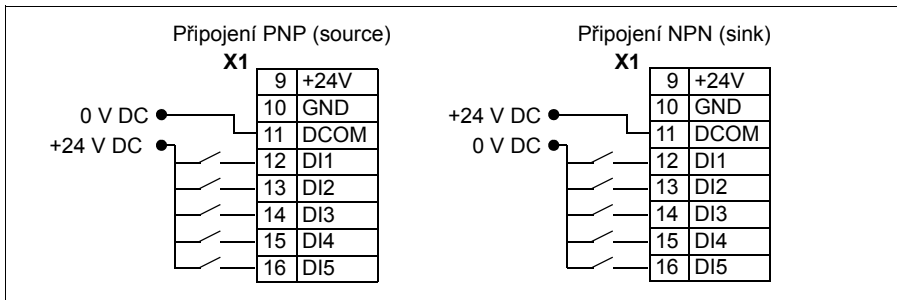 Připojení PNP (source)
X1
9 +24V
10 GND
0 V DC
11 DCOM
+24 V DC
12 DI1
13 DI2
14 DI3
15 DI4
16 DI5
Připojení NPN (sink)
X1
9 +24V
10 GND
+24 V DC
11 DCOM
0 V DC
12 DI1
13 DI2
14 DI3
15 DI4
16 DI5